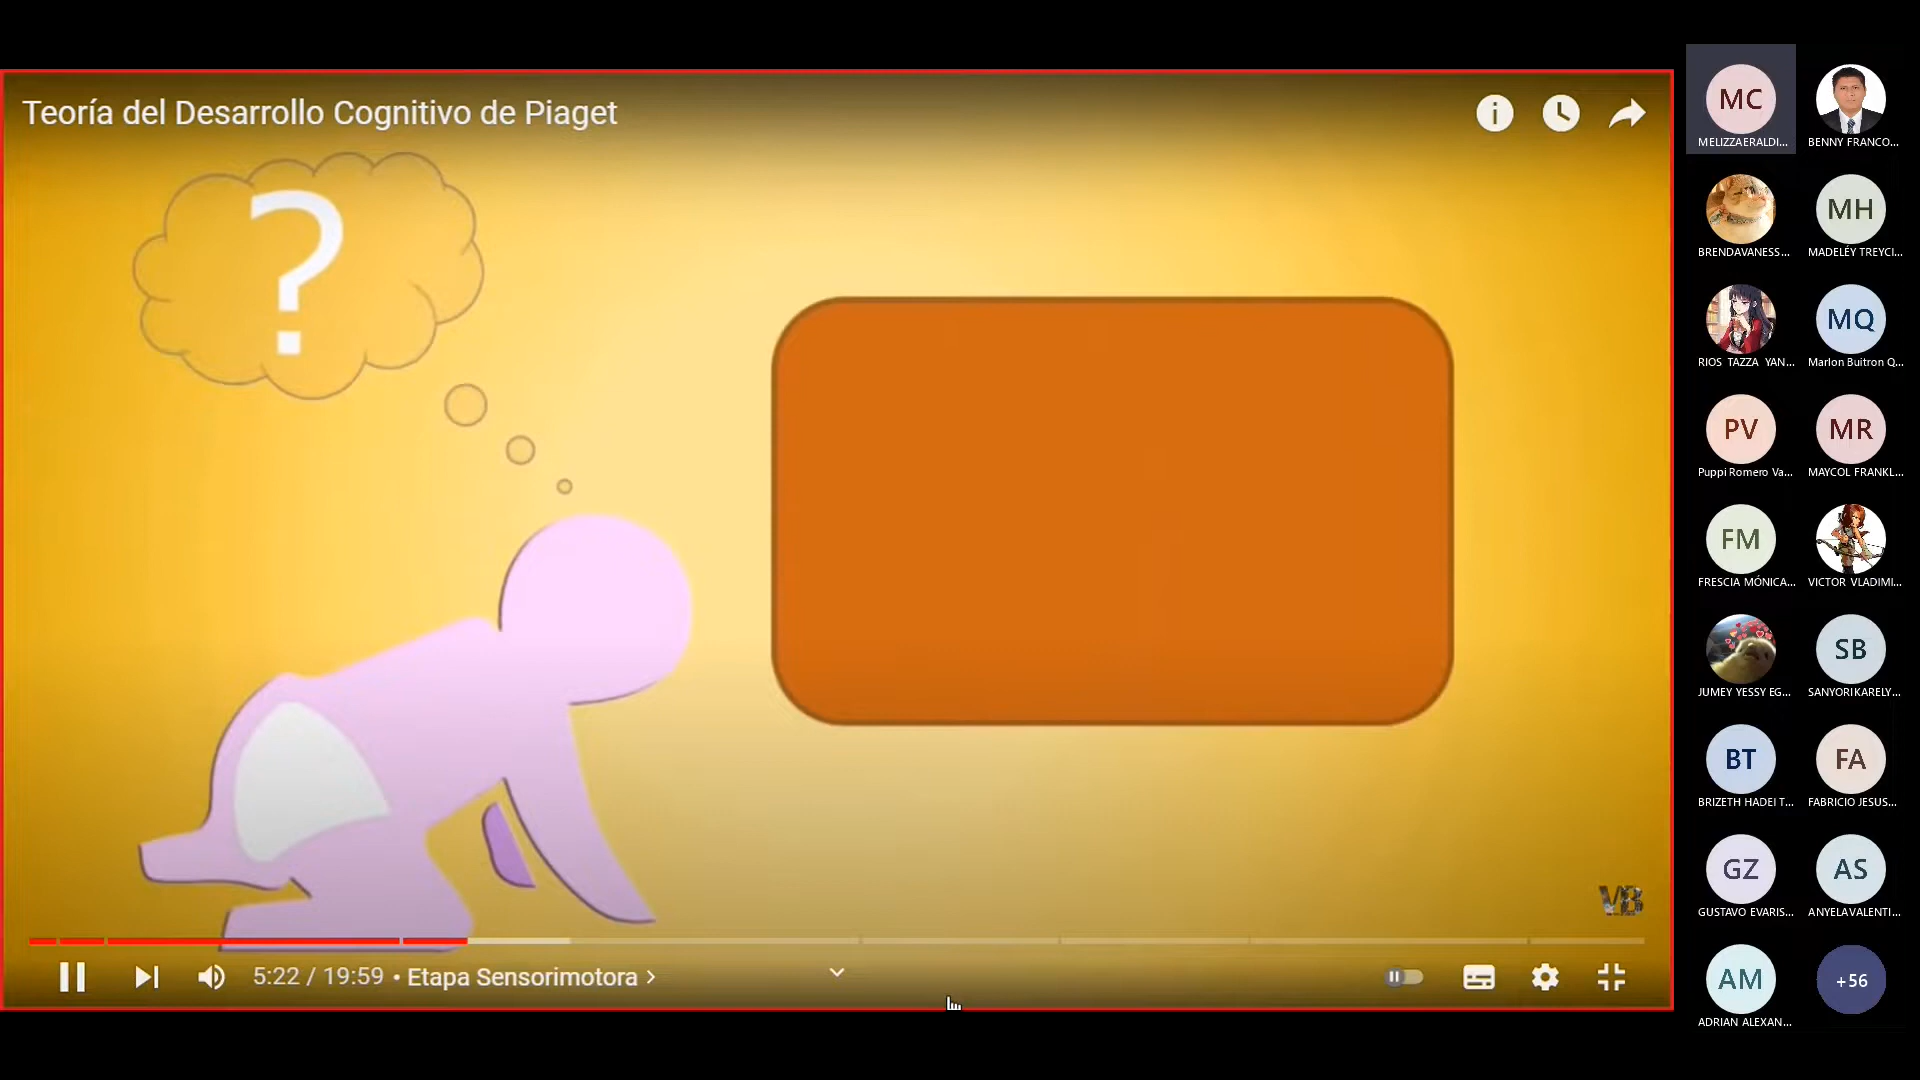 Teoría del Desarrollo Cognitivo de Piaget
?
VB
5:22 / 19:59 • Etapa Sensorimotora
MC
MELIZZAERALDI...
BENNY FRANCO...
BRENDAVANESS...
MH
MADELÉY TREYCI...
RIOS TAZZA YAN...
MQ
Marlon Buitron Q...
PV
Puppi Romero Va...
MR
MAYCOL FRANKL...
FM
FRESCIA MÓNICA...
VICTOR VLADIMI...
JUMEY YESSY EG...
SB
SANYORIKARELY...
BT
BRIZETH HADEI T...
FA
FABRICIO JESUS...
GZ
GUSTAVO EVARIS...
AS
ANYELAVALENTI...
AM
ADRIAN ALEXAN...
+56